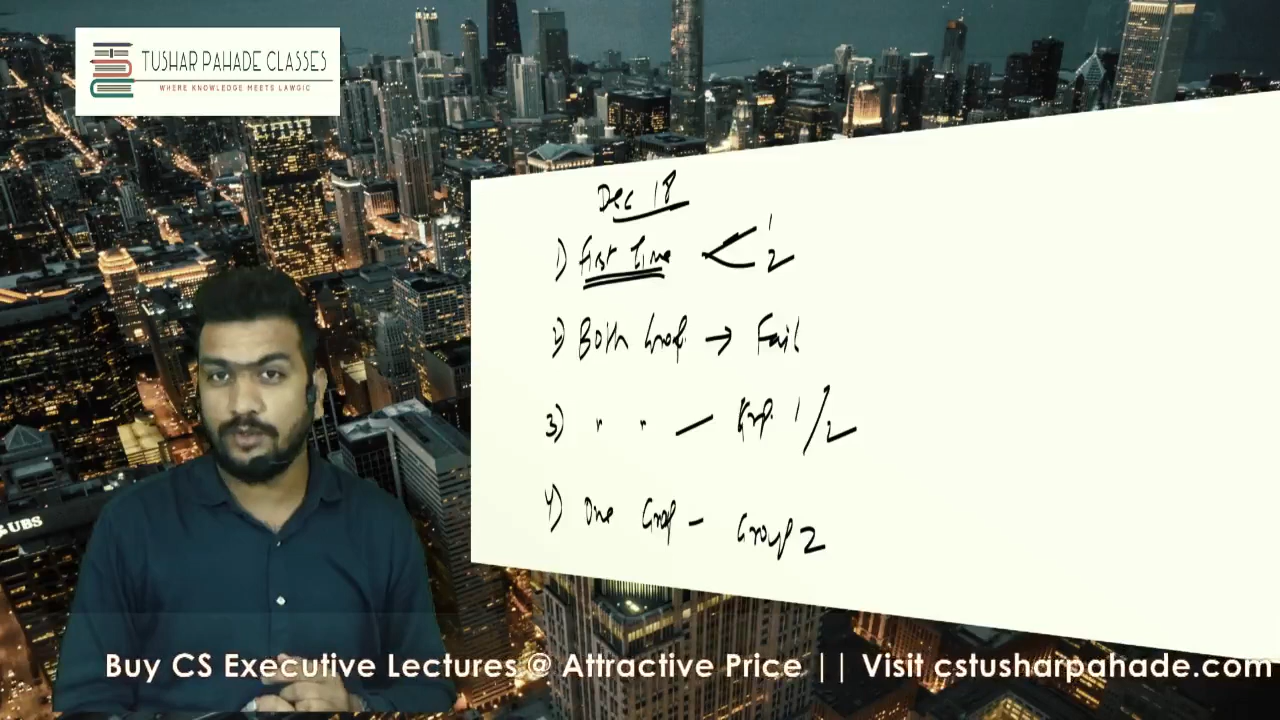 TUSHAR PAHADE CLASSES
WHERE KNOWLEDGE MEETS LAWGIC
Dec 18
1) First time < 1
2
2) Both Grop. → Fail
3) " " — Grp. 1/2
4) One Grop - Group 2
UBS
Buy CS Executive Lectures @ Attractive Price || Visit cstusharpahade.com